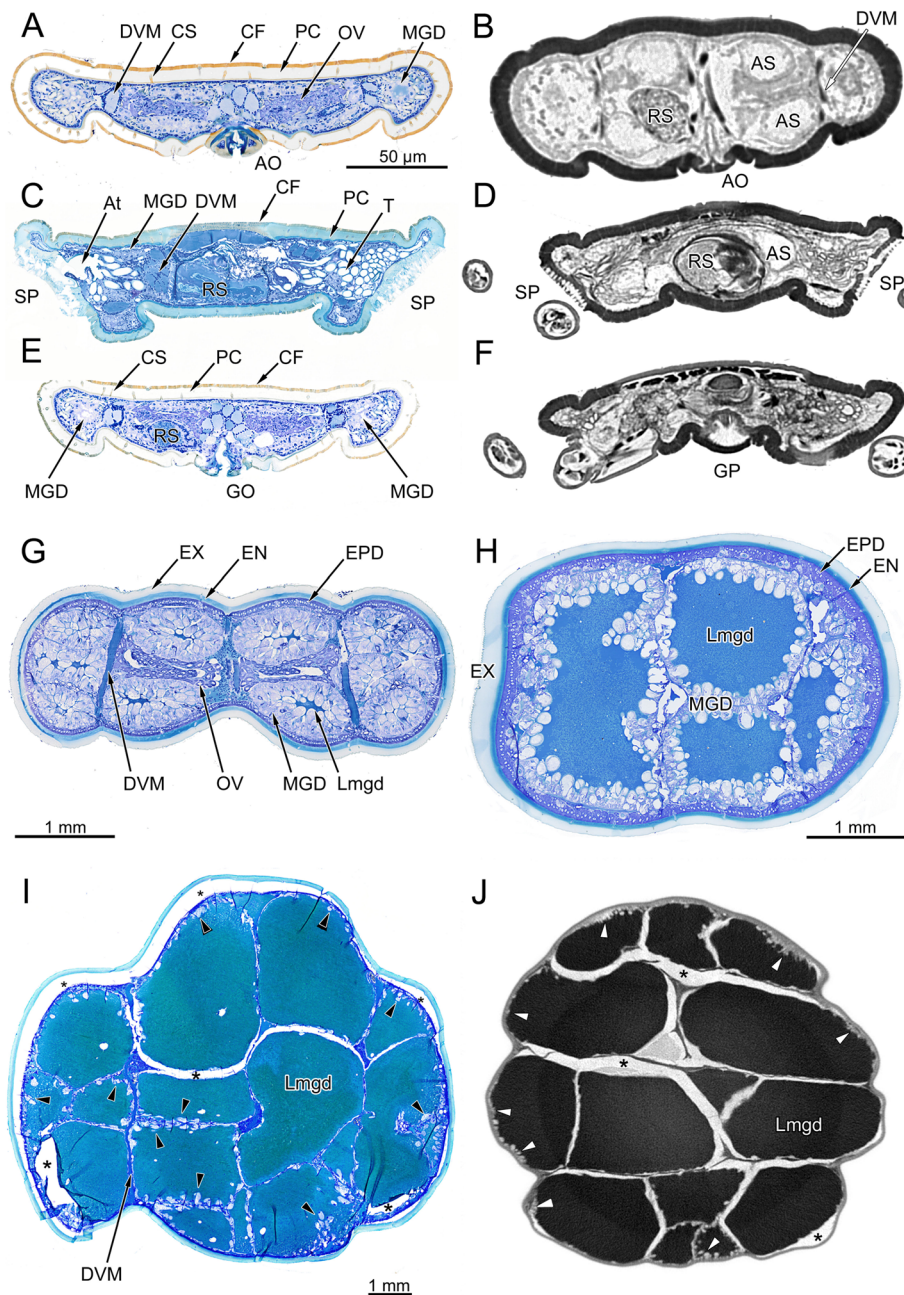 A
DVM CS CF PC OV MGD
AO
50 µm
B
DVM
AS
RS AS
AO
C
At MGD DVM CF PC T
SP RS SP
D
RS AS
SP SP
E
CS PC CF
RS
MGD GO MGD
F
GP
G
EX EN EPD
DVM OV MGD Lmgd
1 mm
H
EPD
EN
Lmgd
EX
MGD
1 mm
I
*
* *
*
Lmgd
* *
DVM
1 mm
J
*
*
Lmgd
*